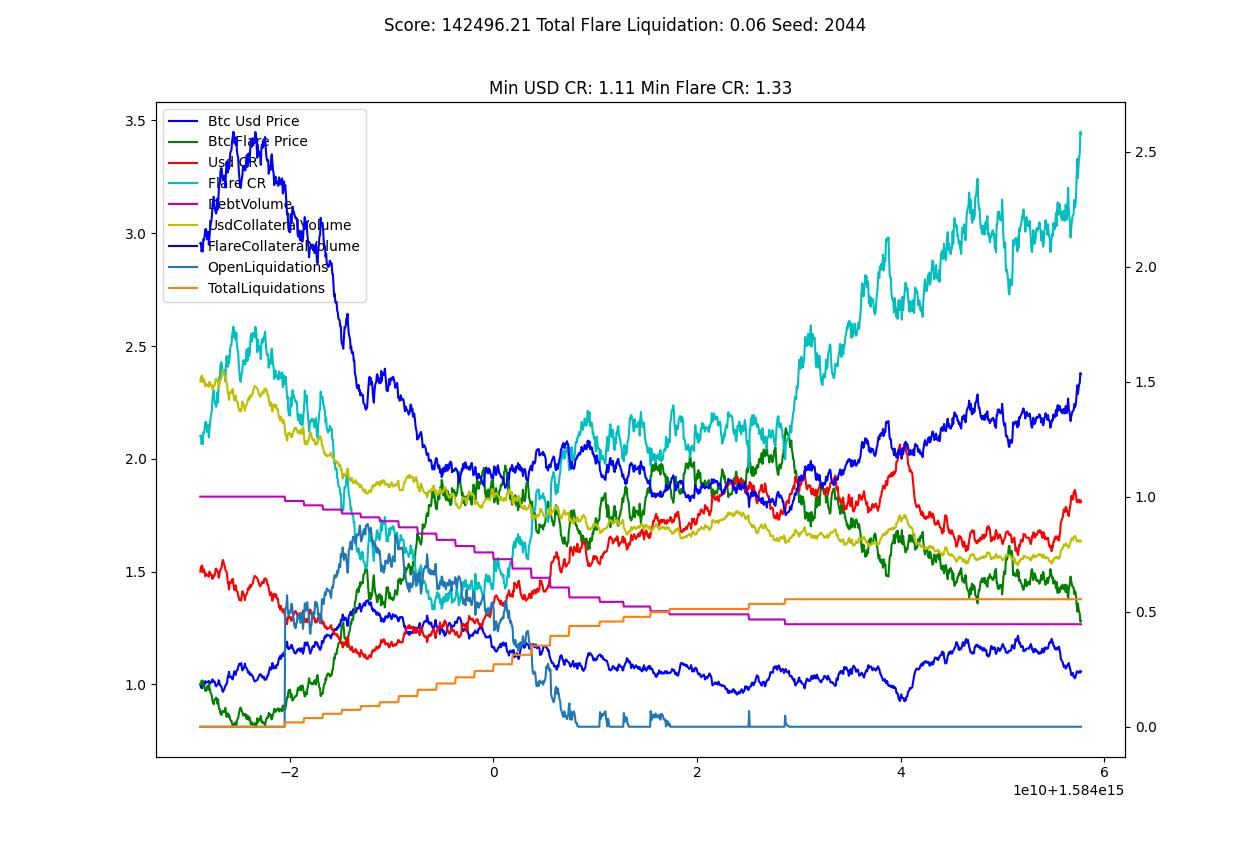 Score: 142496.21 Total Flare Liquidation: 0.06 Seed: 2044
Min USD CR: 1.11 Min Flare CR: 1.33
Btc Usd Price
Btc Flare Price
Usd CR
Flare CR
DebtVolume
UsdCollateralVolume
FlareCollateralVolume
OpenLiquidations
TotalLiquidations
3.5
3.0
2.5
2.0
1.5
1.0
2.5
2.0
1.5
1.0
0.5
0.0
−2 0 2 4 6
1e10+1.584e15